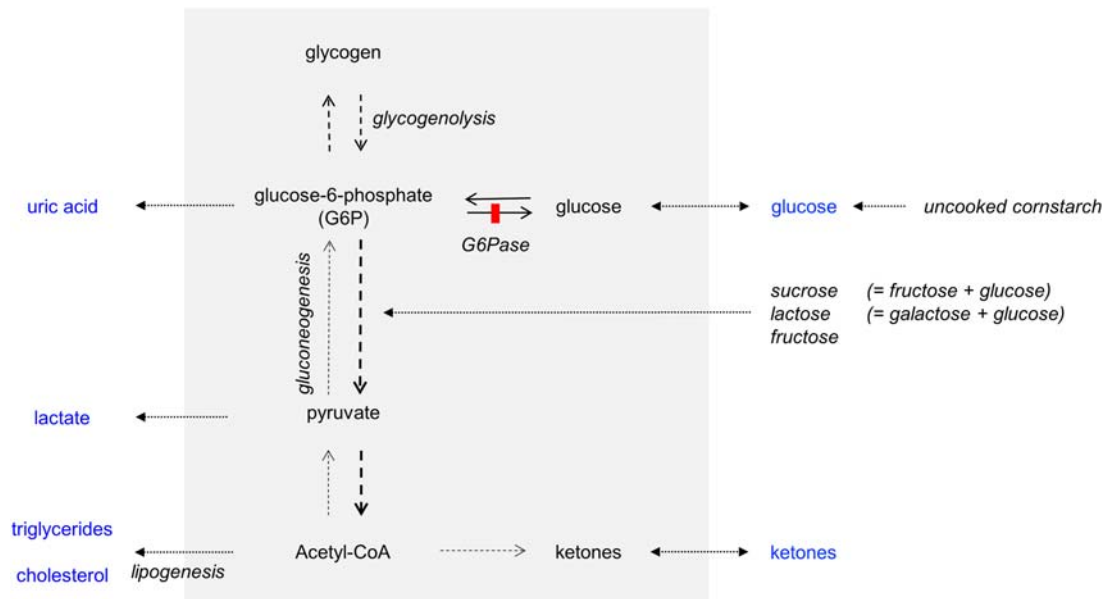 glycogen
glycogenolysis
uric acid
glucose-6-phosphate
(G6P)
glucose
glucose
uncooked cornstarch
G6Pase
gluconeogenesis
sucrose (= fructose + glucose)
lactose (= galactose + glucose)
fructose
lactate
pyruvate
triglycerides
cholesterol
lipogenesis
Acetyl-CoA
ketones
ketones